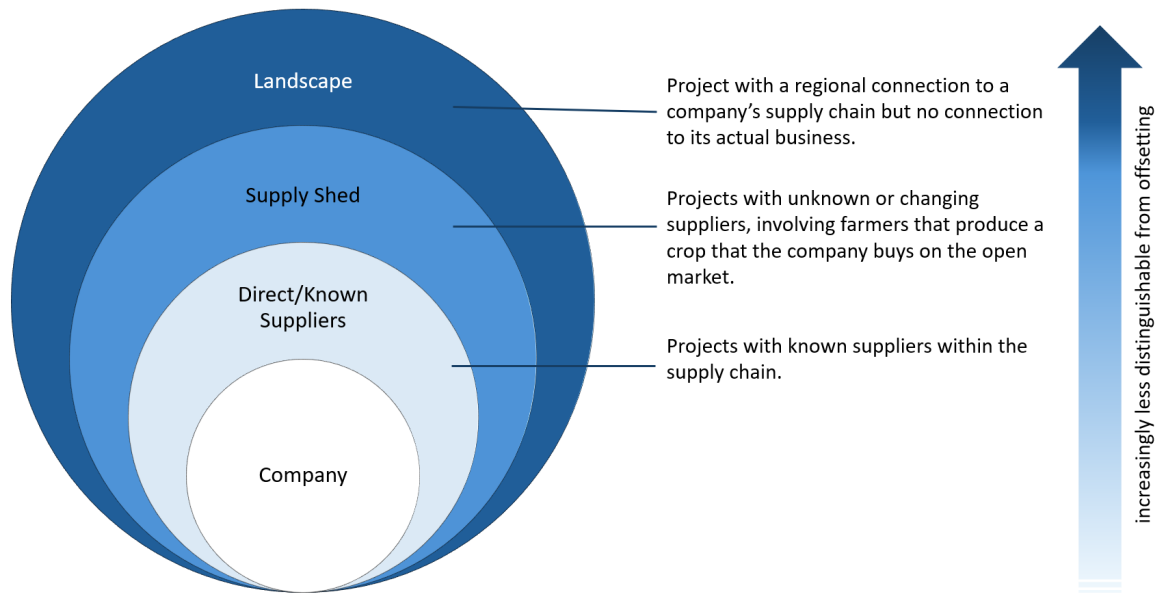 Landscape
Project with a regional connection to a
company’s supply chain but no connection
to its actual business.
Supply Shed
Projects with unknown or changing
suppliers, involving farmers that produce a
crop that the company buys on the open
market.
Direct/Known
Suppliers
Projects with known suppliers within the
supply chain.
Company
increasingly less distinguishable from offsetting